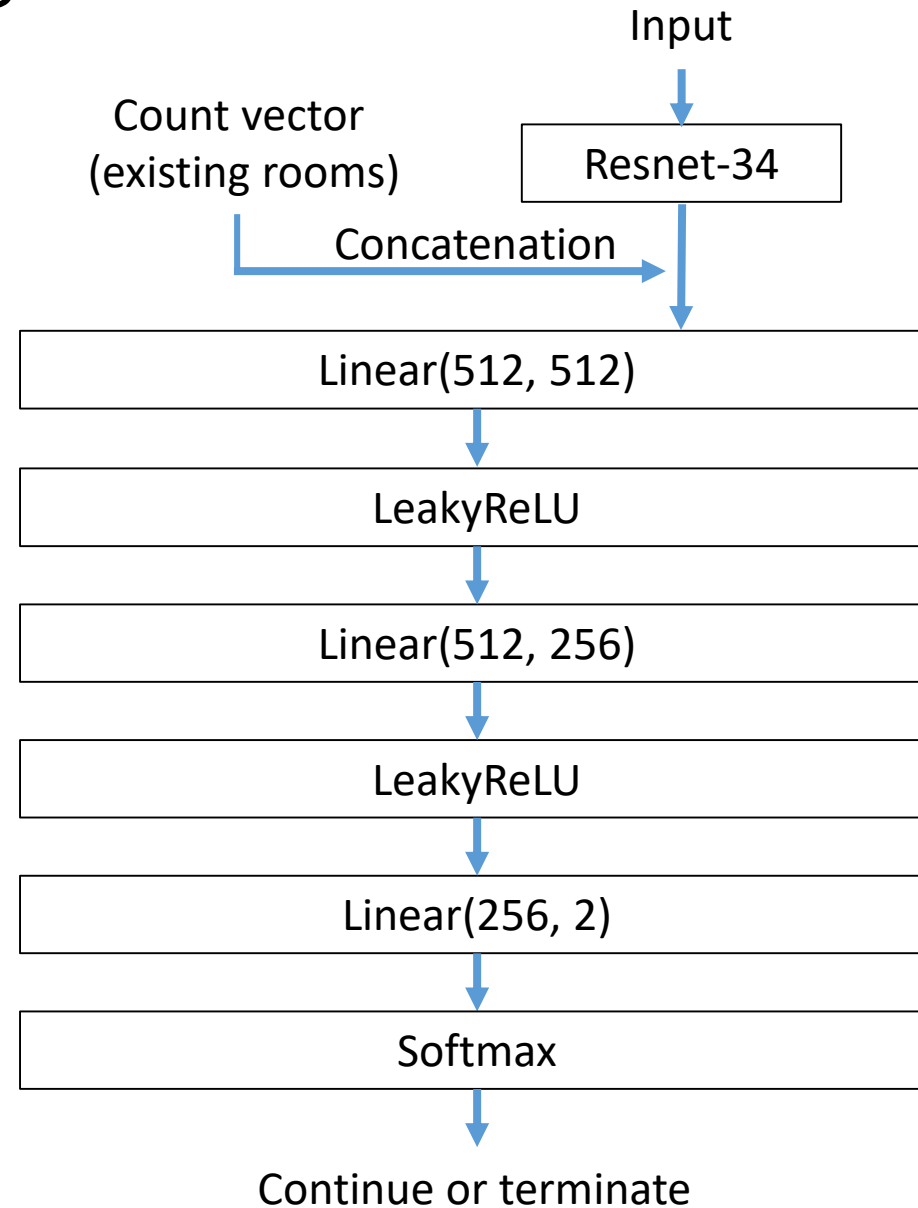 Input
Count vector
(existing rooms)
Resnet-34
Concatenation
Linear(512, 512)
LeakyReLU
Linear(512, 256)
LeakyReLU
Linear(256, 2)
Softmax
Continue or terminate